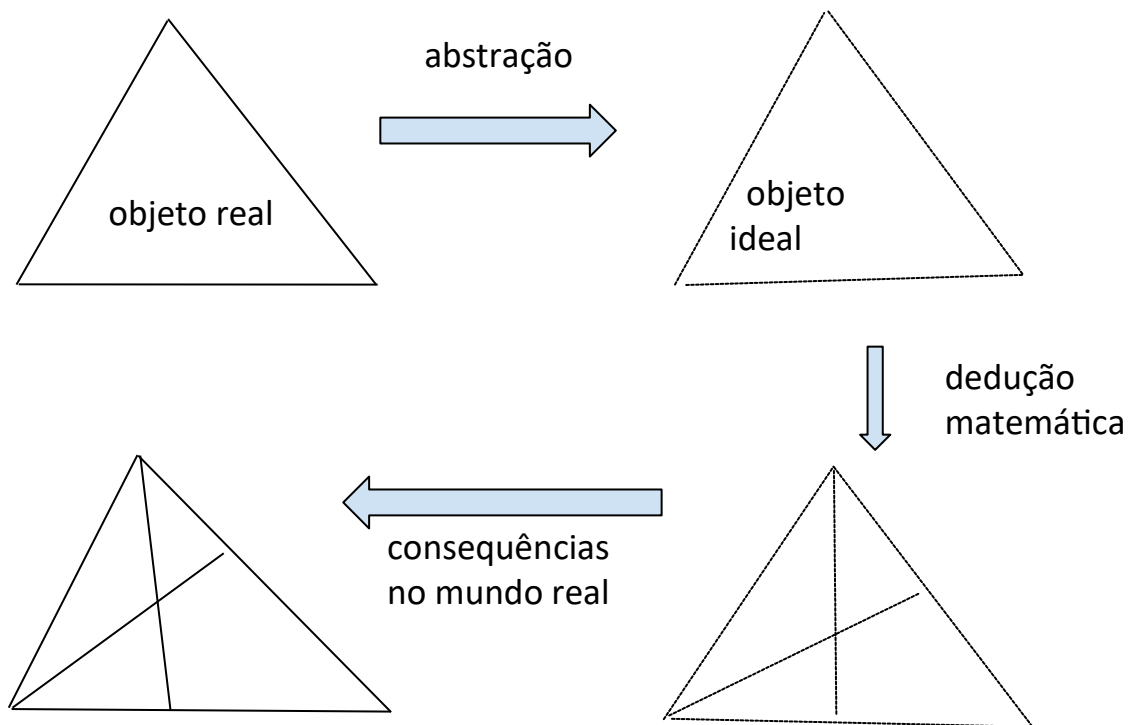 abstração
objeto real
objeto
ideal
dedução
matemática
consequências
no mundo real